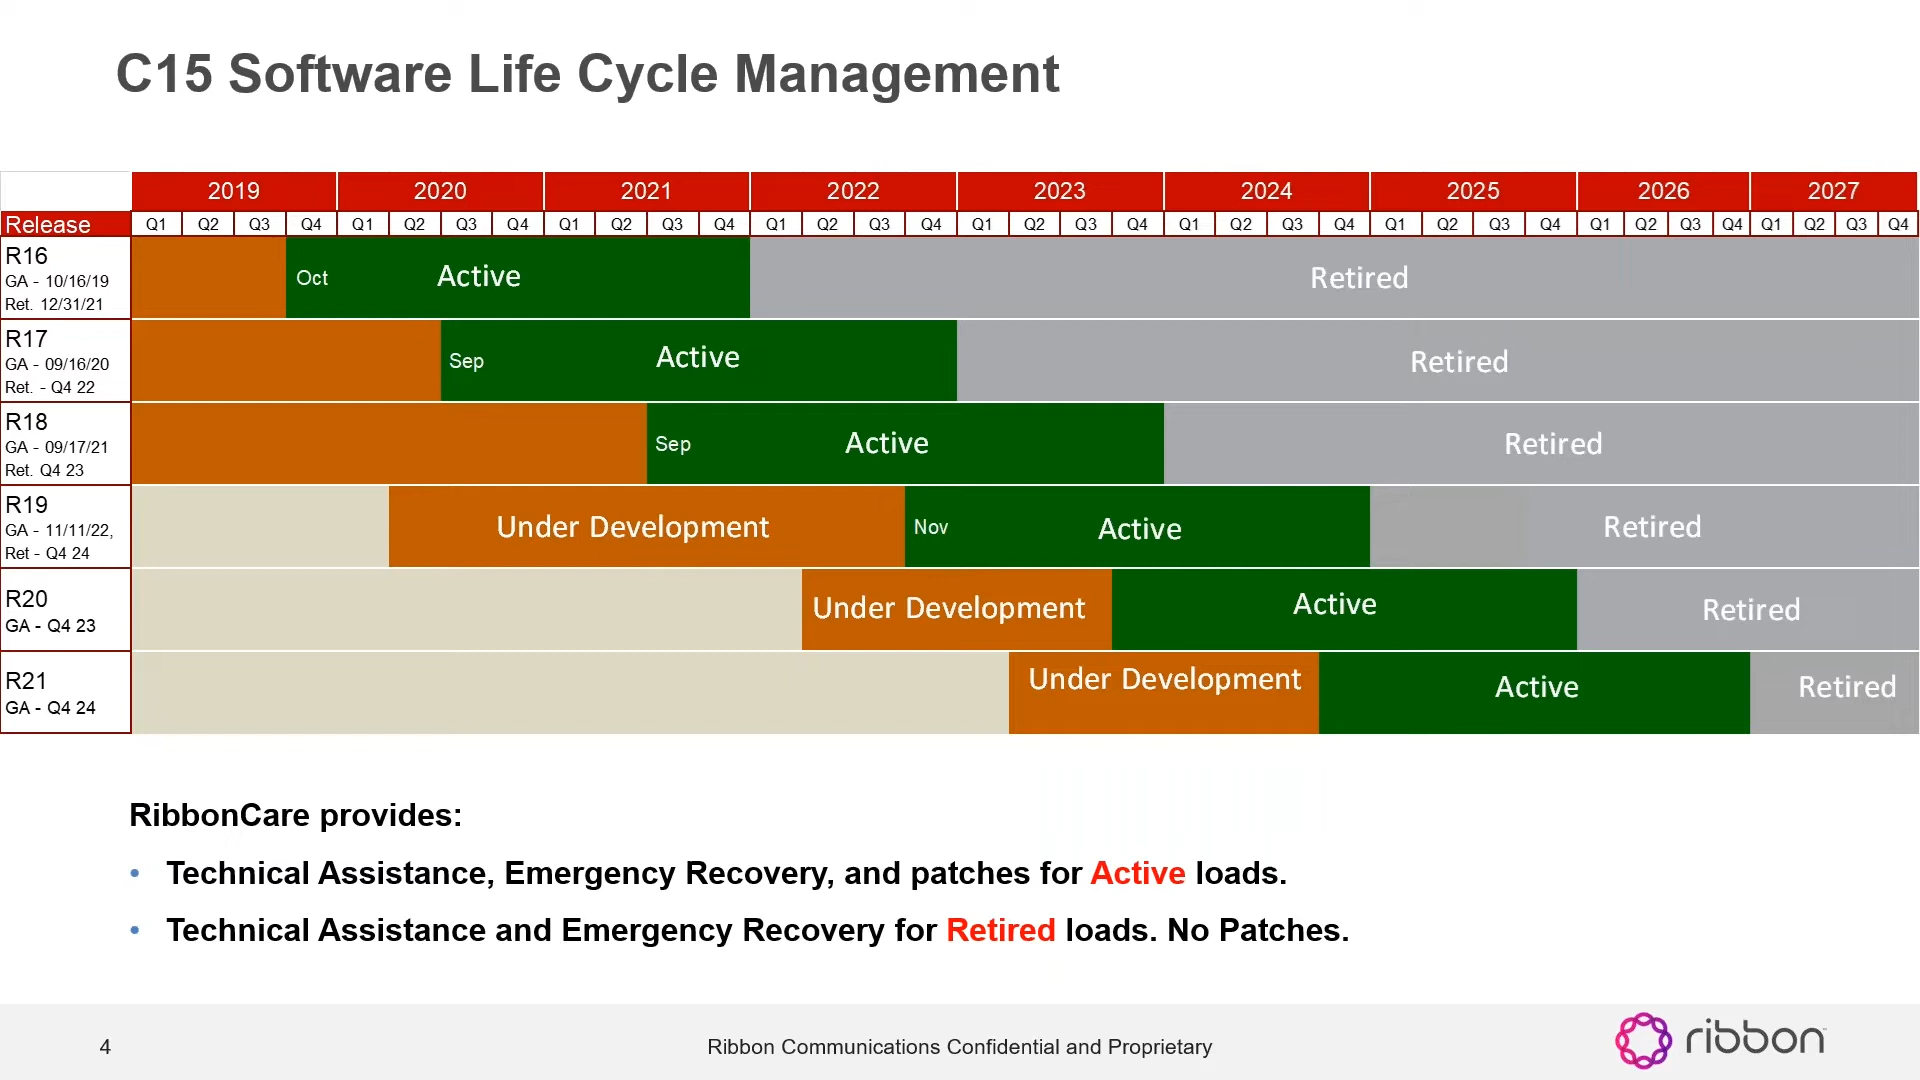 C15 Software Life Cycle Management
2019 2020 2021 2022 2023 2024 2025 2026 2027
Release Q1 Q2 Q3 Q4 Q1 Q2 Q3 Q4 Q1 Q2 Q3 Q4 Q1 Q2 Q3 Q4 Q1 Q2 Q3 Q4 Q1 Q2 Q3 Q4 Q1 Q2 Q3 Q4 Q1 Q2 Q3 Q4 Q1 Q2 Q3 Q4
R16
GA - 10/16/19
Ret. 12/31/21
Oct Active Retired
R17
GA - 09/16/20
Ret. - Q4 22
Sep Active Retired
R18
GA - 09/17/21
Ret. Q4 23
Sep Active Retired
R19
GA - 11/11/22,
Ret - Q4 24
Under Development Nov Active Retired
R20
GA - Q4 23
Under Development Active Retired
R21
GA - Q4 24
Under Development Active Retired
RibbonCare provides:
• Technical Assistance, Emergency Recovery, and patches for Active loads.
• Technical Assistance and Emergency Recovery for Retired loads. No Patches.
4
Ribbon Communications Confidential and Proprietary
ribbon